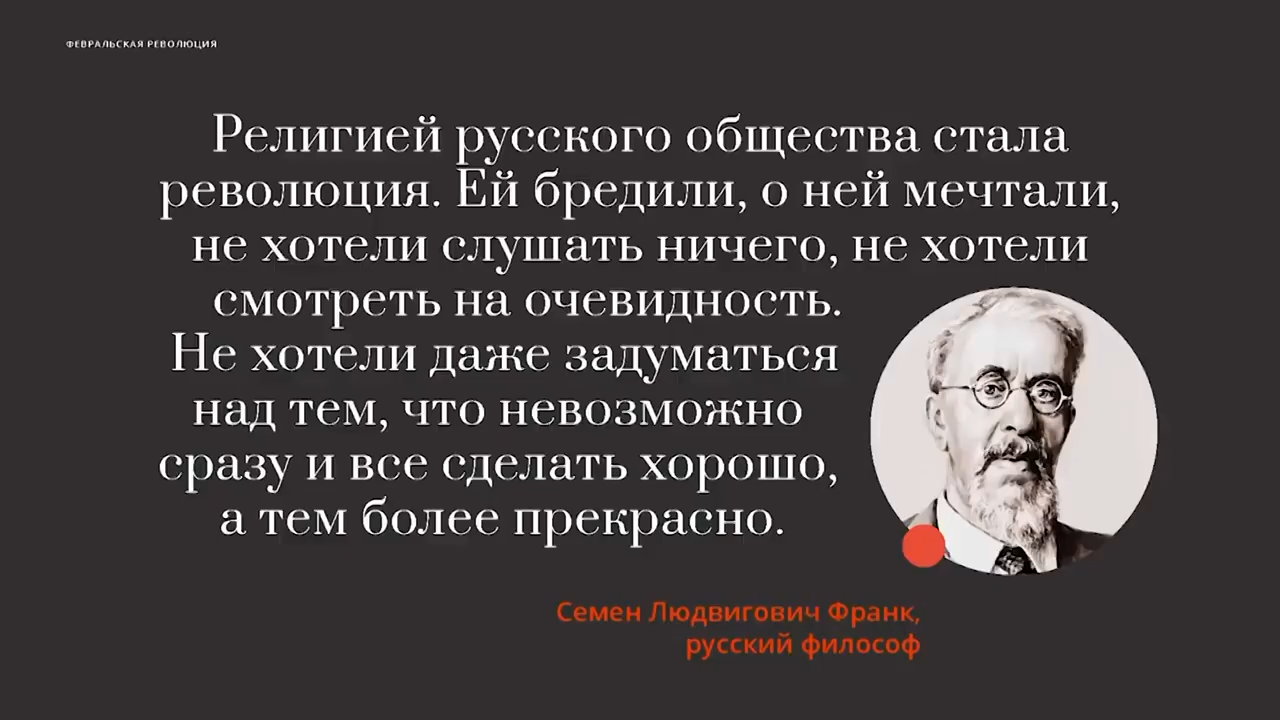 ФЕВРАЛЬСКАЯ РЕВОЛЮЦИЯ
Религией русского общества стала
революция. Ей бредили, о ней мечтали,
не хотели слушать ничего, не хотели
смотреть на очевидность.
Не хотели даже задуматься
над тем, что невозможно
сразу и все сделать хорошо,
а тем более прекрасно.
Семен Людвигович Франк,
русский философ